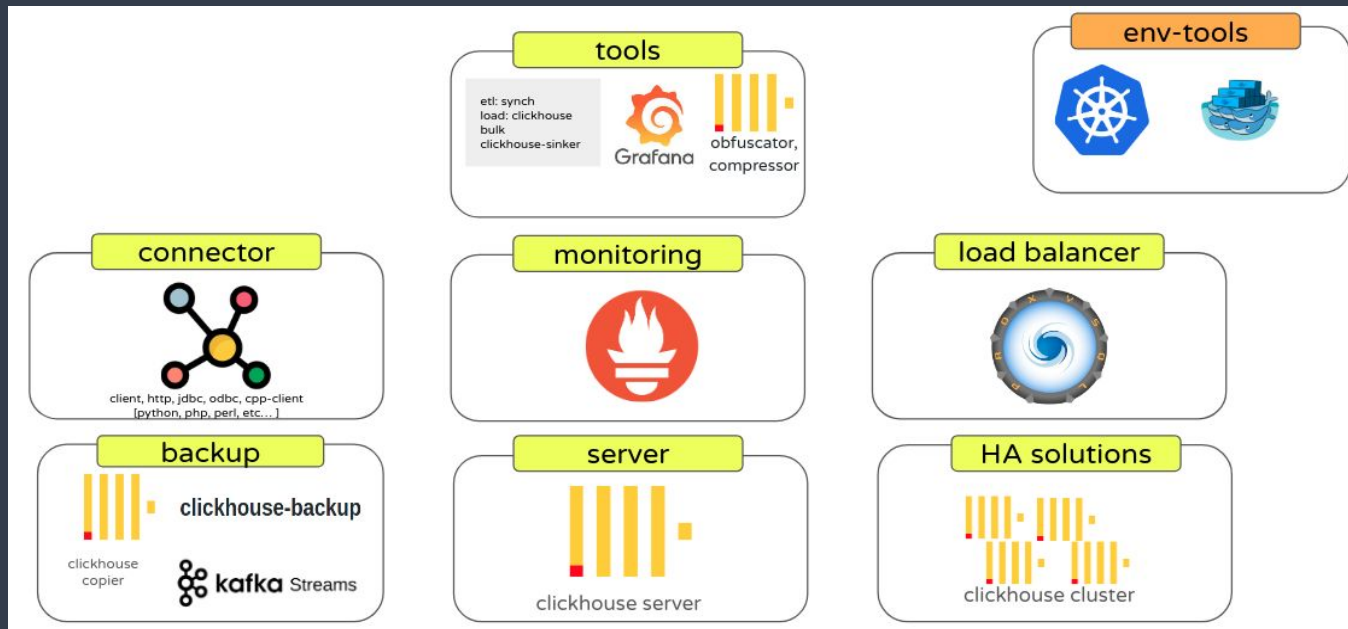 tools
env-tools
etl: synch
load: clickhouse
bulk
clickhouse-sinker
Grafana
obfuscator,
compressor
connector
monitoring
load balancer
client, http, jdbc, odbc, cpp-client
[python, php, perl, etc... ]
PROXYSQL
backup
server
HA solutions
clickhouse-backup
clickhouse
copier
kafka Streams
clickhouse server
clickhouse cluster